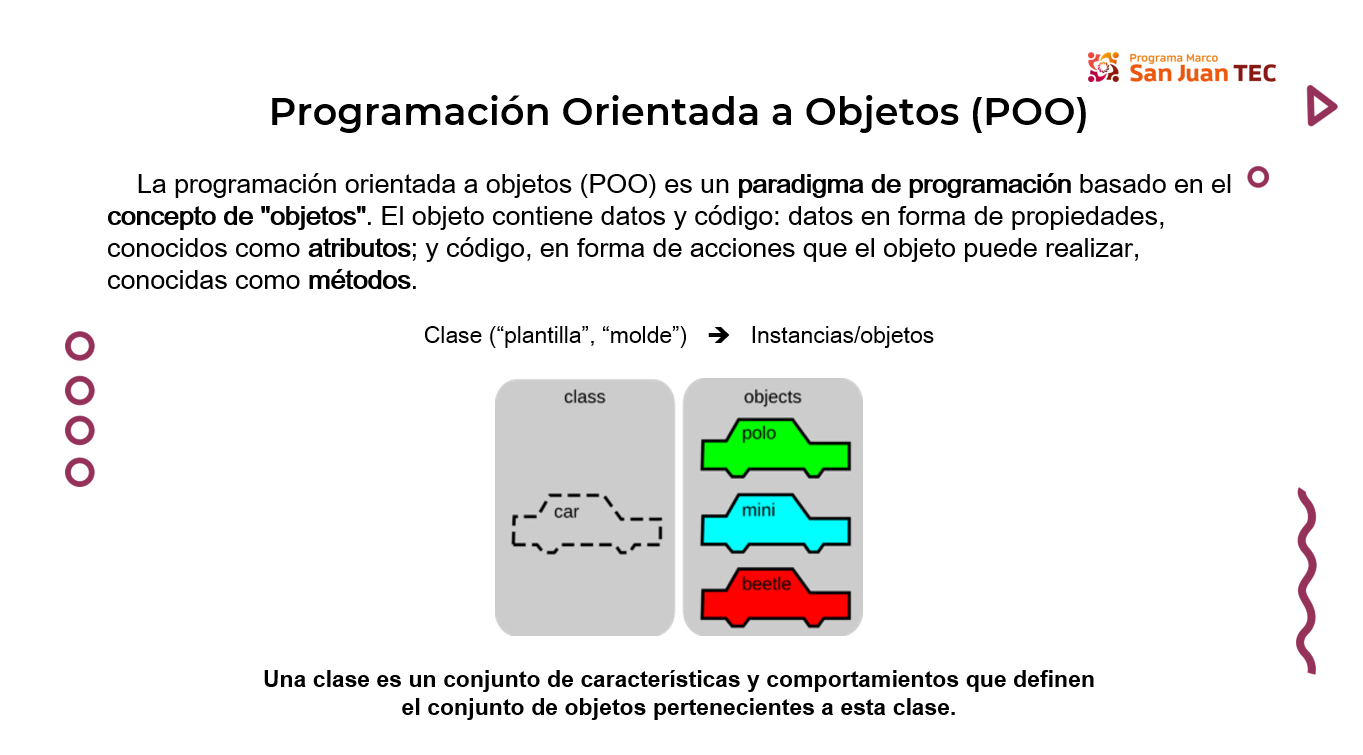 Programa Marco
San Juan TEC
Programación Orientada a Objetos (POO)
La programación orientada a objetos (POO) es un paradigma de programación basado en el
concepto de "objetos". El objeto contiene datos y código: datos en forma de propiedades,
conocidos como atributos; y código, en forma de acciones que el objeto puede realizar,
conocidas como métodos.
Clase (“plantilla”, “molde”) ➔ Instancias/objetos
class
car
objects
polo
mini
beetle
Una clase es un conjunto de características y comportamientos que definen
el conjunto de objetos pertenecientes a esta clase.